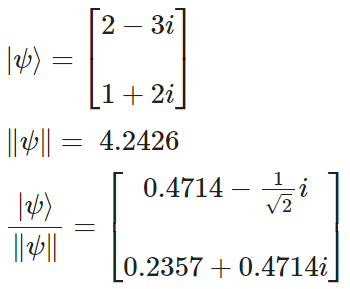 |ψ⟩ = [2 − 3i
1 + 2i]
‖ψ‖ = 4.2426
|ψ⟩/‖ψ‖ = [0.4714 − 1/√2 i
0.2357 + 0.4714i]